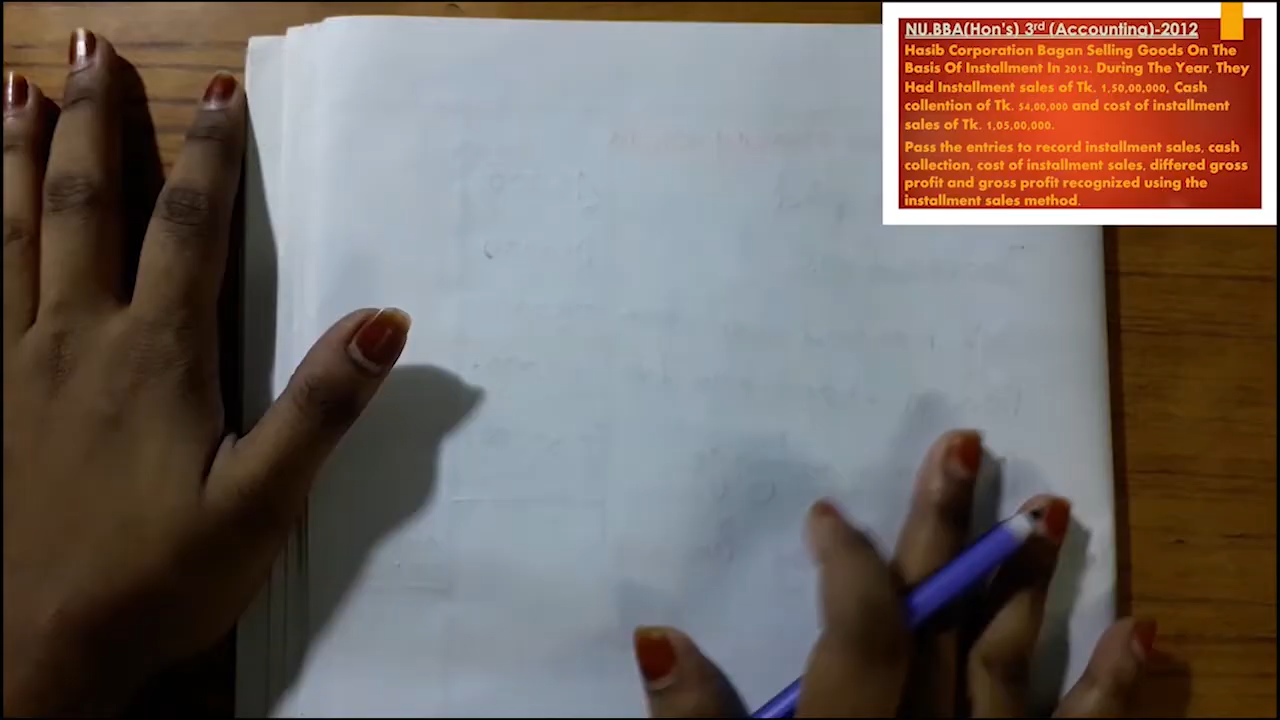 NU.BBA(Hon's) 3rd (Accounting)-2012
Hasib Corporation Bagan Selling Goods On The
Basis Of Installment In 2012. During The Year, They
Had Installment sales of Tk. 1,50,00,000, Cash
collention of Tk. 54,00,000 and cost of installment
sales of Tk. 1,05,00,000.
Pass the entries to record installment sales, cash
collection, cost of installment sales, differed gross
profit and gross profit recognized using the
installment sales method.